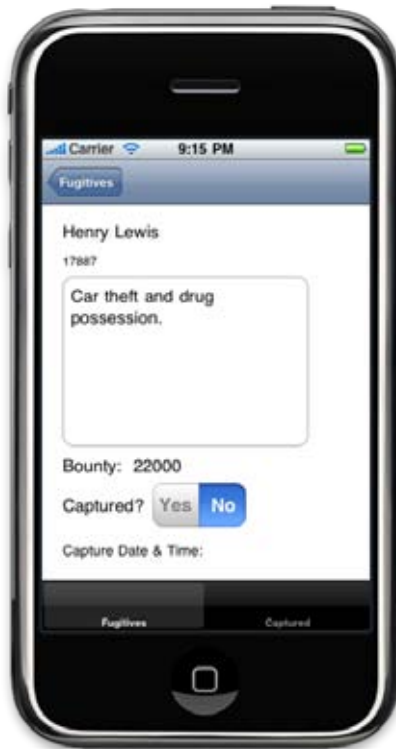 Carrier 9:15 PM
Fugitives
Henry Lewis
17887
Car theft and drug
possession.
Bounty: 22000
Captured? Yes No
Capture Date & Time:
Fugitives Captured